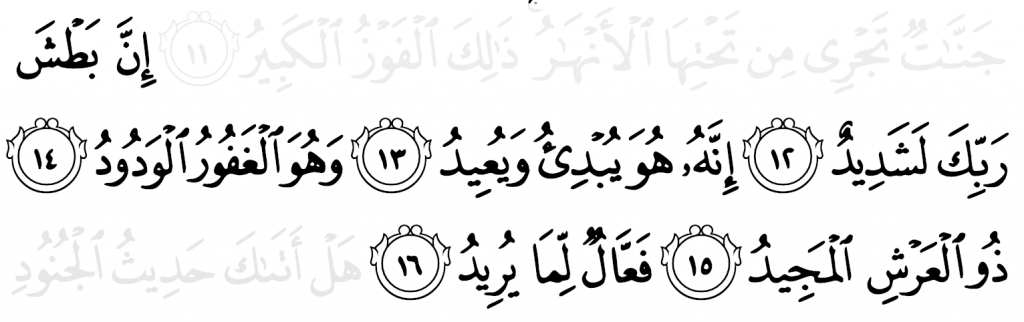 جَنَّـٰتٌ تَجْرِى مِن تَحْتِهَا ٱلْأَنْهَـٰرُ ذَٰلِكَ ٱلْفَوْزُ ٱلْكَبِيرُ ١١ إِنَّ بَطْشَ
رَبِّكَ لَشَدِيدٌ ١٢ إِنَّهُۥ هُوَ يُبْدِئُ وَيُعِيدُ ١٣ وَهُوَ ٱلْغَفُورُ ٱلْوَدُودُ ١٤
ذُو ٱلْعَرْشِ ٱلْمَجِيدُ ١٥ فَعَّالٌ لِّمَا يُرِيدُ ١٦ هَلْ أَتَىٰكَ حَدِيثُ ٱلْجُنُودِ